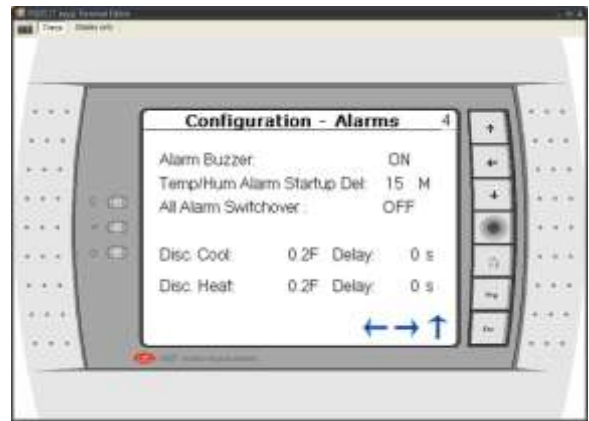 Configuration - Alarms 4
Alarm Buzzer: ON
Temp/Hum Alarm Startup Del: 15 M
All Alarm Switchover : OFF
Disc. Cool: 0.2F Delay: 0 s
Disc. Heat: 0.2F Delay: 0 s